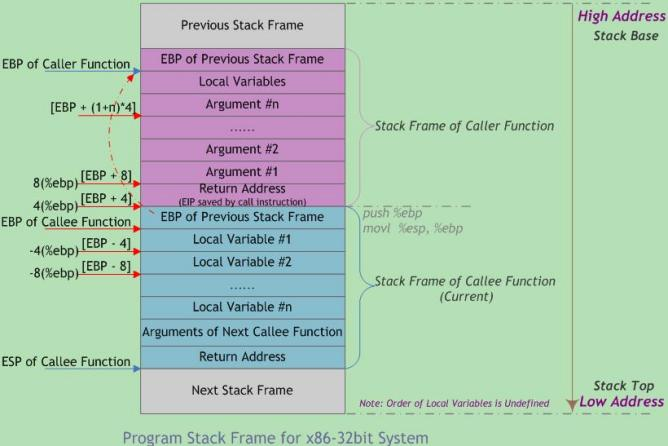 Previous Stack Frame
High Address
Stack Base
EBP of Caller Function
EBP of Previous Stack Frame
Local Variables
[EBP + (1+n)*4]
Argument #n
......
Stack Frame of Caller Function
Argument #2
Argument #1
8(%ebp) [EBP + 8]
Return Address
(EIP saved by call instruction)
4(%ebp) [EBP + 4]
EBP of Previous Stack Frame
push %ebp
movl %esp, %ebp
EBP of Callee Function
Local Variable #1
-4(%ebp) [EBP - 4]
Local Variable #2
-8(%ebp) [EBP - 8]
......
Stack Frame of Callee Function
(Current)
Local Variable #n
Arguments of Next Callee Function
ESP of Callee Function
Return Address
Next Stack Frame
Stack Top
Note: Order of Local Variables is Undefined
Low Address
Program Stack Frame for x86-32bit System